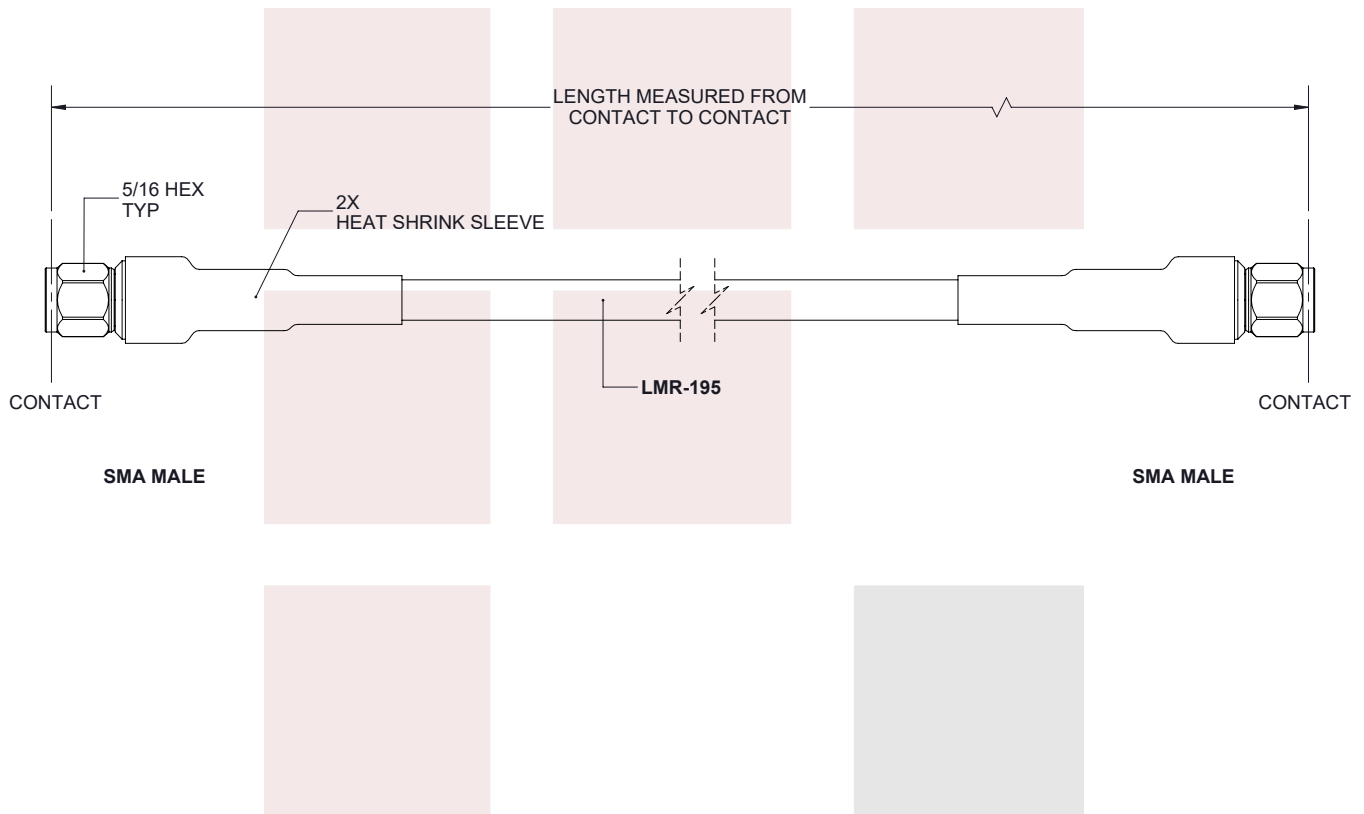 LENGTH MEASURED FROM
CONTACT TO CONTACT
5/16 HEX
TYP
2X
HEAT SHRINK SLEEVE
LMR-195
CONTACT
CONTACT
SMA MALE
SMA MALE